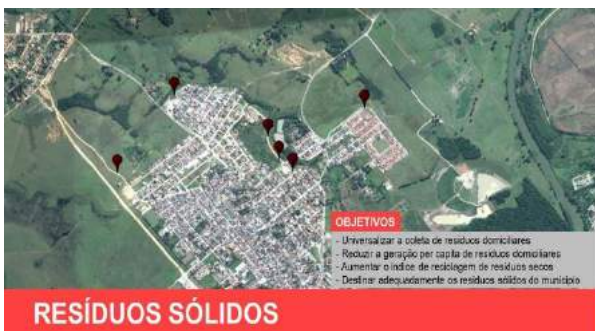 OBJETIVOS
- Universalizar a coleta de resíduos domiciliares
- Reduzir a geração per capita de resíduos domiciliares
- Aumentar o índice de reciclagem de resíduos secos
- Destinar adequadamente os resíduos sólidos do município
RESÍDUOS SÓLIDOS